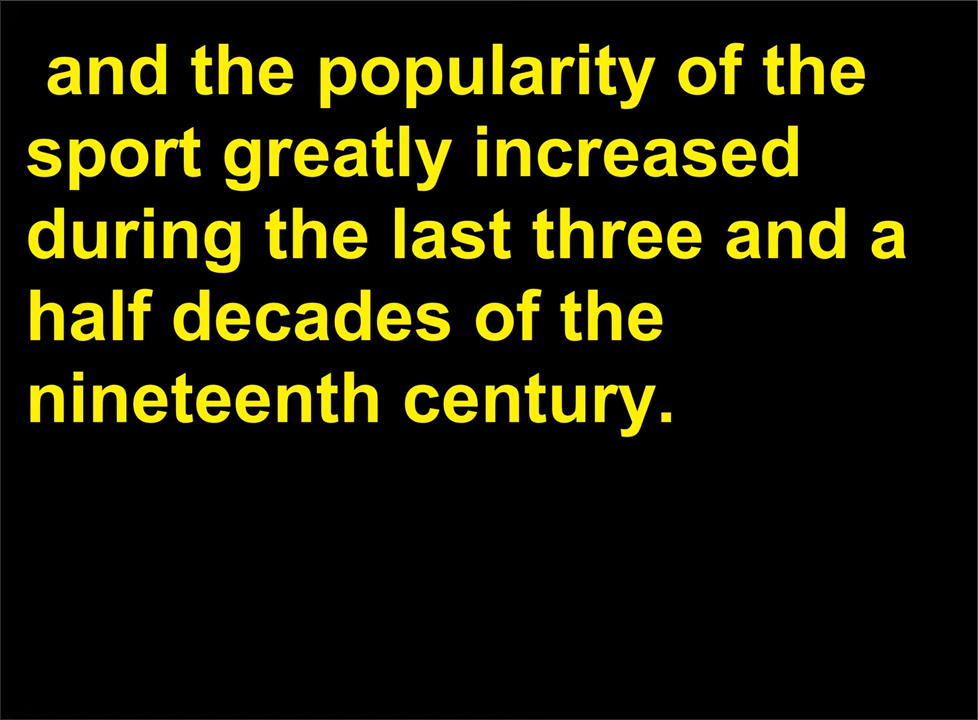 and the popularity of the
sport greatly increased
during the last three and a
half decades of the
nineteenth century.